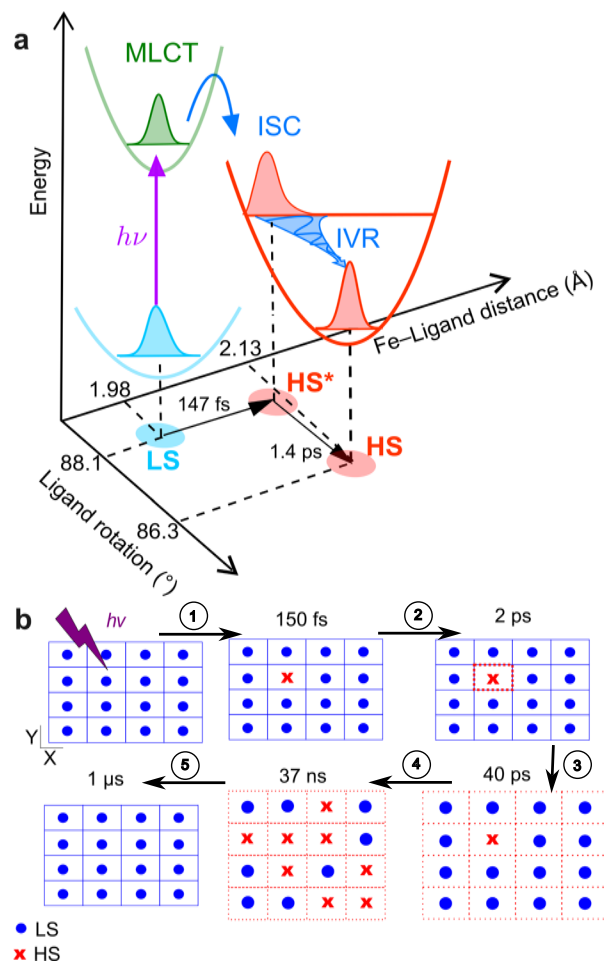 a
MLCT
ISC
Energy
hν
IVR
Fe–Ligand distance (Å)
2.13
1.98
HS*
147 fs
LS
HS
1.4 ps
88.1
86.3
Ligand rotation (°)
b
hν
1
150 fs
2
2 ps
Y
X
5
4
3
1 µs
37 ns
40 ps
LS
x HS